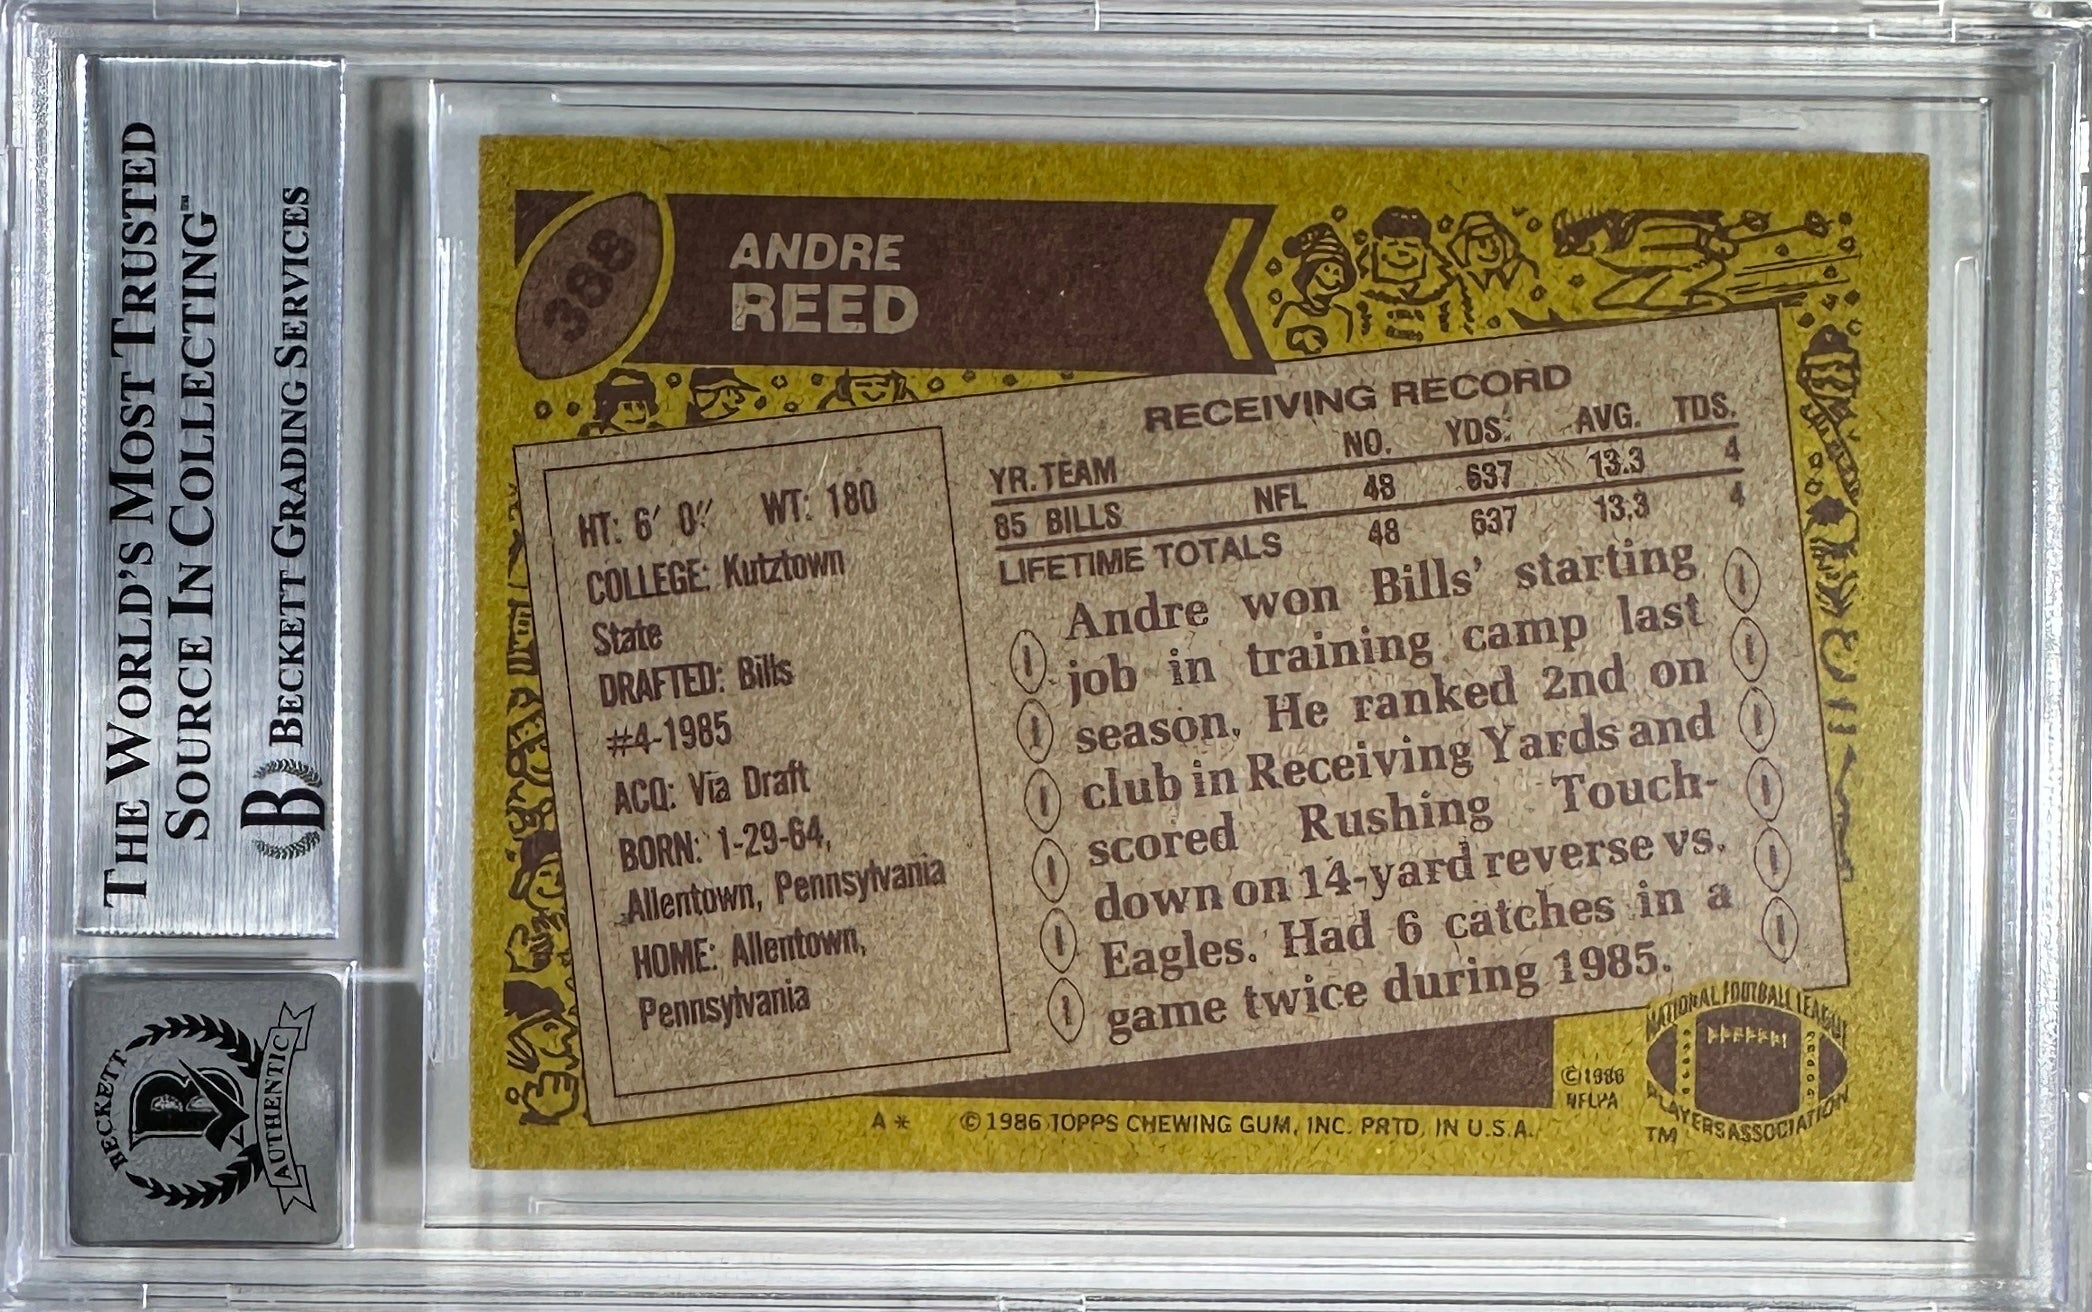 THE WORLD'S MOST TRUSTED
SOURCE IN COLLECTING™
BECKETT GRADING SERVICES
BECKETT
B
AUTHENTIC
388
ANDRE
REED
HT: 6' 0" WT: 180
COLLEGE: Kutztown
State
DRAFTED: Bills
#4-1985
ACQ: Via Draft
BORN: 1-29-64,
Allentown, Pennsylvania
HOME: Allentown,
Pennsylvania
RECEIVING RECORD
YR. TEAM NO. YDS. AVG. TDS.
85 BILLS NFL 48 637 13.3 4
LIFETIME TOTALS 48 637 13.3 4
Andre won Bills' starting
job in training camp last
season. He ranked 2nd on
club in Receiving Yards and
scored Rushing Touch-
down on 14-yard reverse vs.
Eagles. Had 6 catches in a
game twice during 1985.
A* © 1986 TOPPS CHEWING GUM, INC. PRTD. IN U.S.A.
© 1986
NFLPA
NATIONAL FOOTBALL LEAGUE
PLAYERS ASSOCIATION
TM